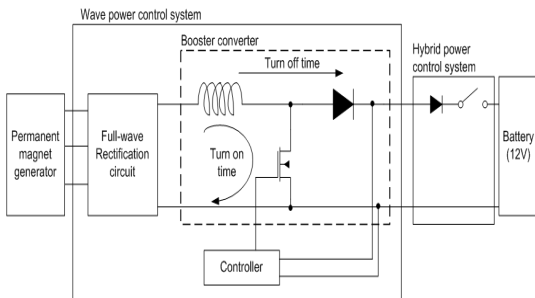 Wave power control system
Booster converter
Turn off time
Hybrid power
control system
Permanent
magnet
generator
Full-wave
Rectification
circuit
Turn on
time
Battery
(12V)
Controller